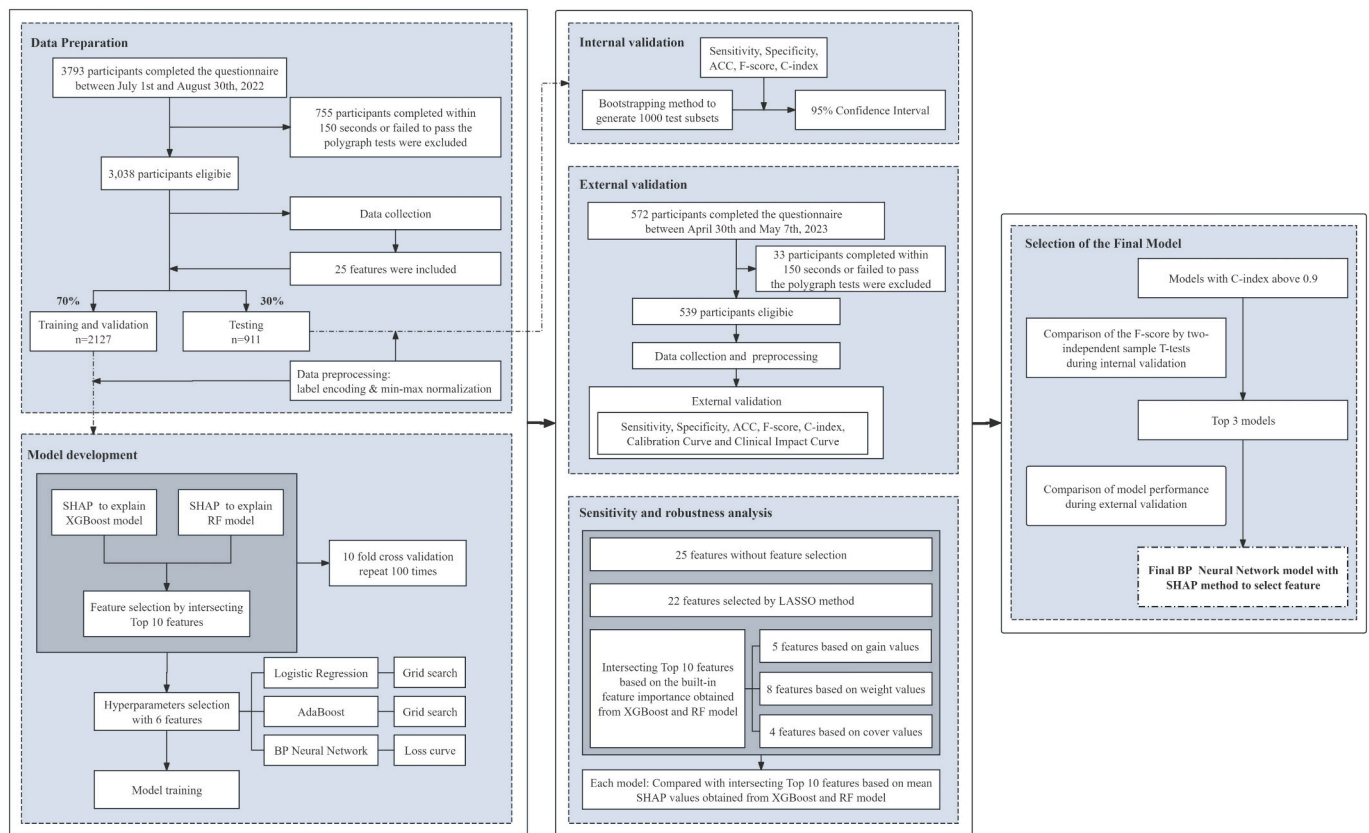 Data Preparation
3793 participants completed the questionnaire
between July 1st and August 30th, 2022
755 participants completed within
150 seconds or failed to pass the
polygraph tests were excluded
3,038 participants eligibie
Data collection
25 features were included
70%
30%
Training and validation
n=2127
Testing
n=911
Data preprocessing:
label encoding & min-max normalization
Model development
SHAP to explain
XGBoost model
SHAP to explain
RF model
10 fold cross validation
repeat 100 times
Feature selection by intersecting
Top 10 features
Hyperparameters selection
with 6 features
Logistic Regression
Grid search
AdaBoost
Grid search
BP Neural Network
Loss curve
Model training
Internal validation
Sensitivity, Specificity,
ACC, F-score, C-index
Bootstrapping method to
generate 1000 test subsets
95% Confidence Interval
External validation
572 participants completed the questionnaire
between April 30th and May 7th, 2023
33 participants completed within
150 seconds or failed to pass
the polygraph tests were excluded
539 participants eligible
Data collection and preprocessing
External validation
Sensitivity, Specificity, ACC, F-score, C-index,
Calibration Curve and Clinical Impact Curve
Sensitivity and robustness analysis
25 features without feature selection
22 features selected by LASSO method
Intersecting Top 10 features
based on the built-in
feature importance obtained
from XGBoost and RF model
5 features based on gain values
8 features based on weight values
4 features based on cover values
Each model: Compared with intersecting Top 10 features based on mean
SHAP values obtained from XGBoost and RF model
Selection of the Final Model
Models with C-index above 0.9
Comparison of the F-score by two-
independent sample T-tests
during internal validation
Top 3 models
Comparison of model performance
during external validation
Final BP Neural Network model with
SHAP method to select feature